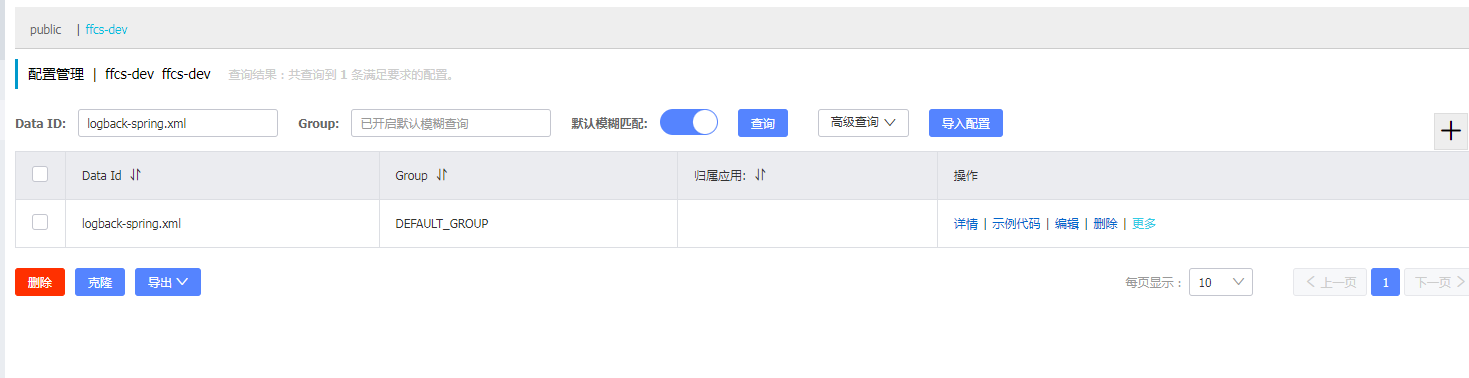 public | ffcs-dev
配置管理 | ffcs-dev ffcs-dev 查询结果：共查询到 1 条满足要求的配置。
Data ID: logback-spring.xml Group: 已开启默认模糊查询 默认模糊匹配: 查询 高级查询 导入配置
Data Id Group 归属应用: 操作
logback-spring.xml DEFAULT_GROUP 详情 | 示例代码 | 编辑 | 删除 | 更多
删除 克隆 导出 每页显示： 10 上一页 1 下一页